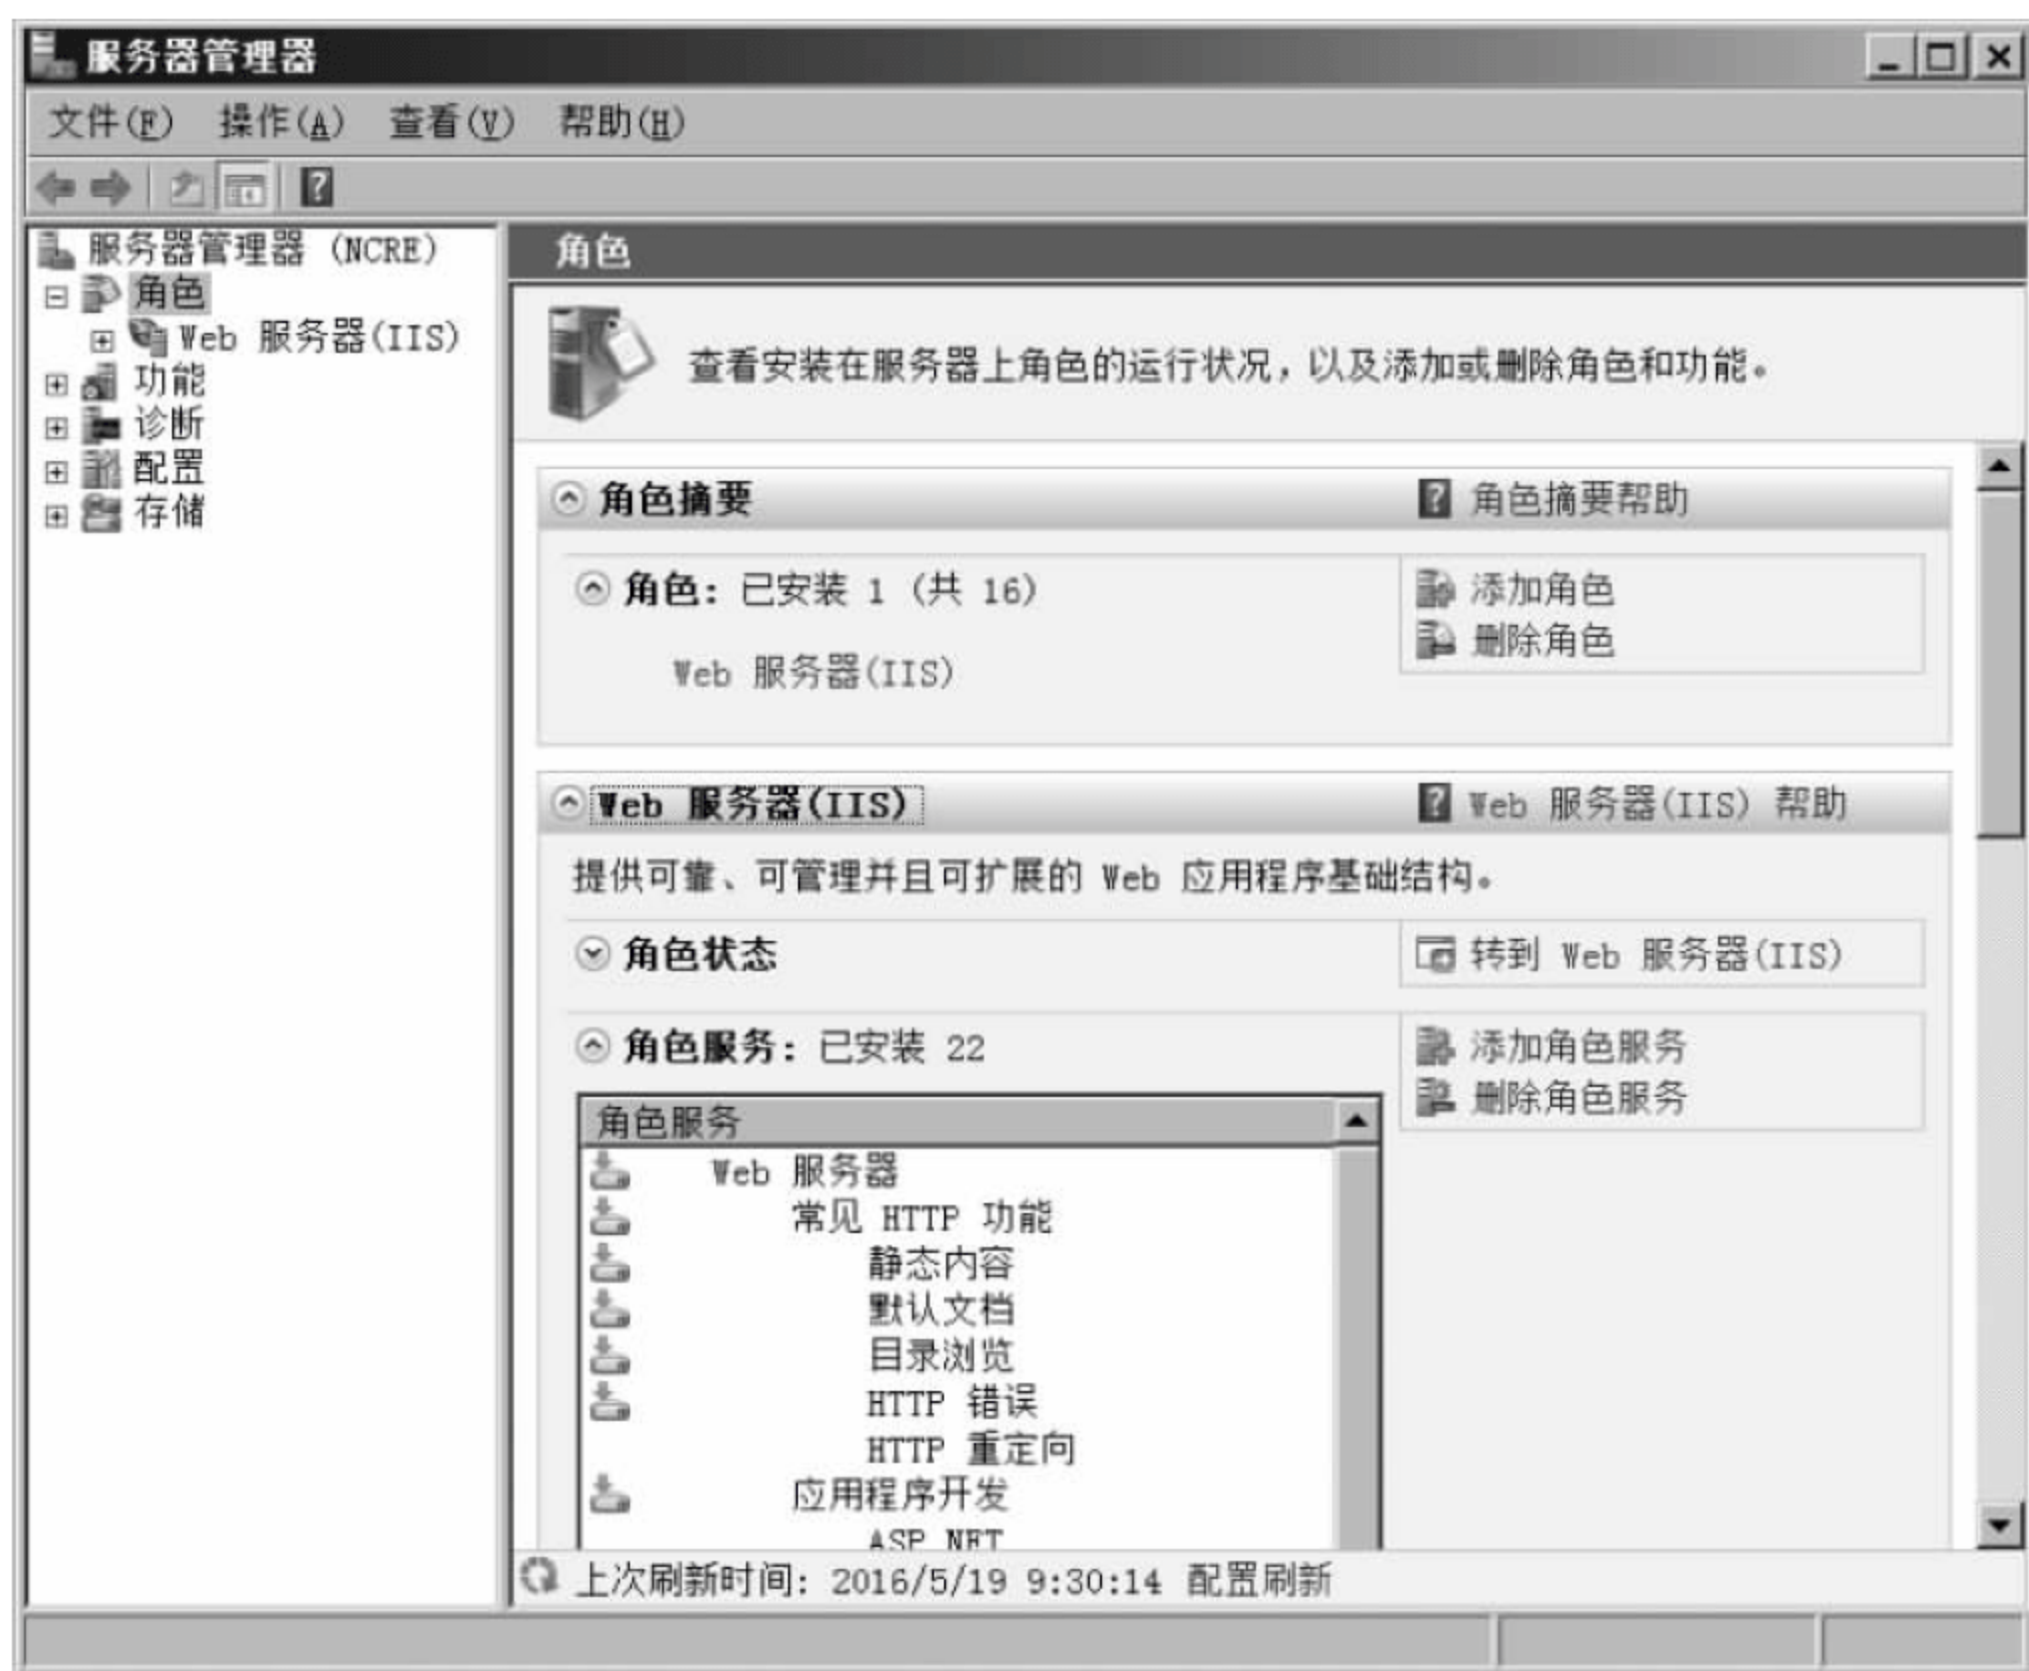 服务器管理器
文件(F) 操作(A) 查看(V) 帮助(H)
服务器管理器 (NCRE)
角色
Web 服务器(IIS)
功能
诊断
配置
存储
角色
查看安装在服务器上角色的运行状况，以及添加或删除角色和功能。
角色摘要
角色摘要帮助
角色: 已安装 1 (共 16)
添加角色
删除角色
Web 服务器(IIS)
Web 服务器(IIS)
Web 服务器(IIS) 帮助
提供可靠、可管理并且可扩展的 Web 应用程序基础结构。
角色状态
转到 Web 服务器(IIS)
角色服务: 已安装 22
添加角色服务
删除角色服务
角色服务
Web 服务器
常见 HTTP 功能
静态内容
默认文档
目录浏览
HTTP 错误
HTTP 重定向
应用程序开发
ASP.NET
上次刷新时间: 2016/5/19 9:30:14 配置刷新